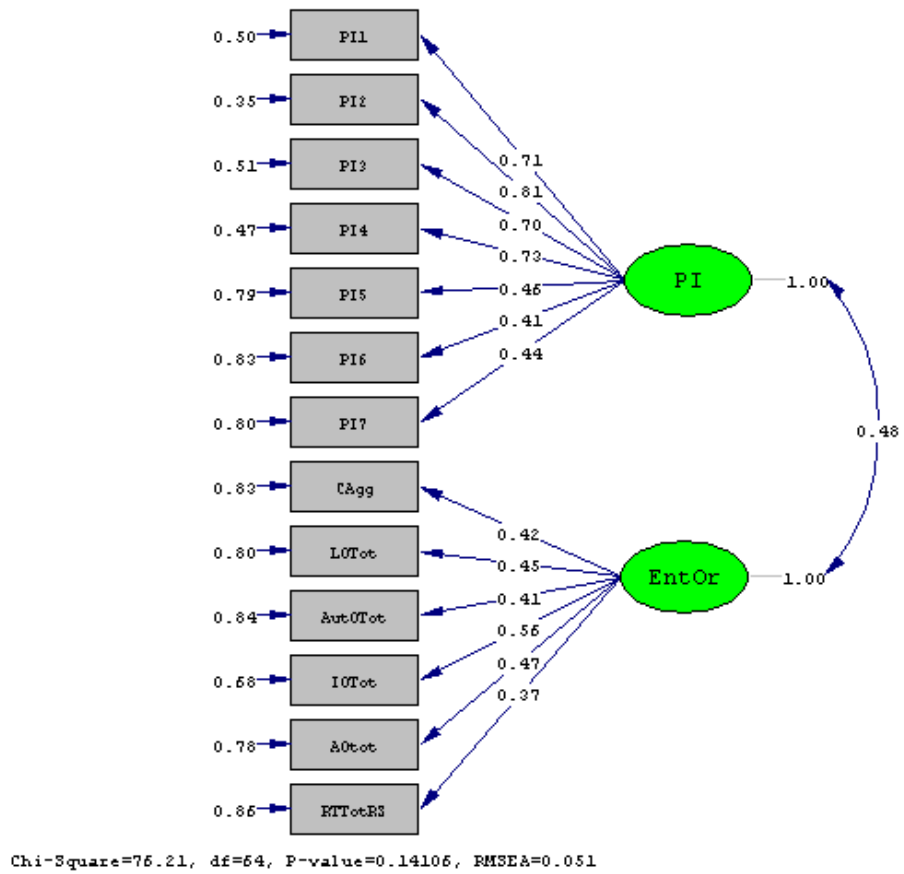 0.50 PI1
0.35 PI2
0.51 PI3
0.47 PI4
0.79 PI5
0.83 PI6
0.80 PI7
0.83 CAgg
0.80 LOTot
0.84 AutOTot
0.68 IOTot
0.78 AOtot
0.86 RTTotRS
0.71
0.81
0.70
0.73
0.46
0.41
0.44
PI 1.00
0.48
0.42
0.45
0.41
0.56
0.47
0.37
EntOr 1.00
Chi-Square=76.21, df=64, P-value=0.14106, RMSEA=0.051